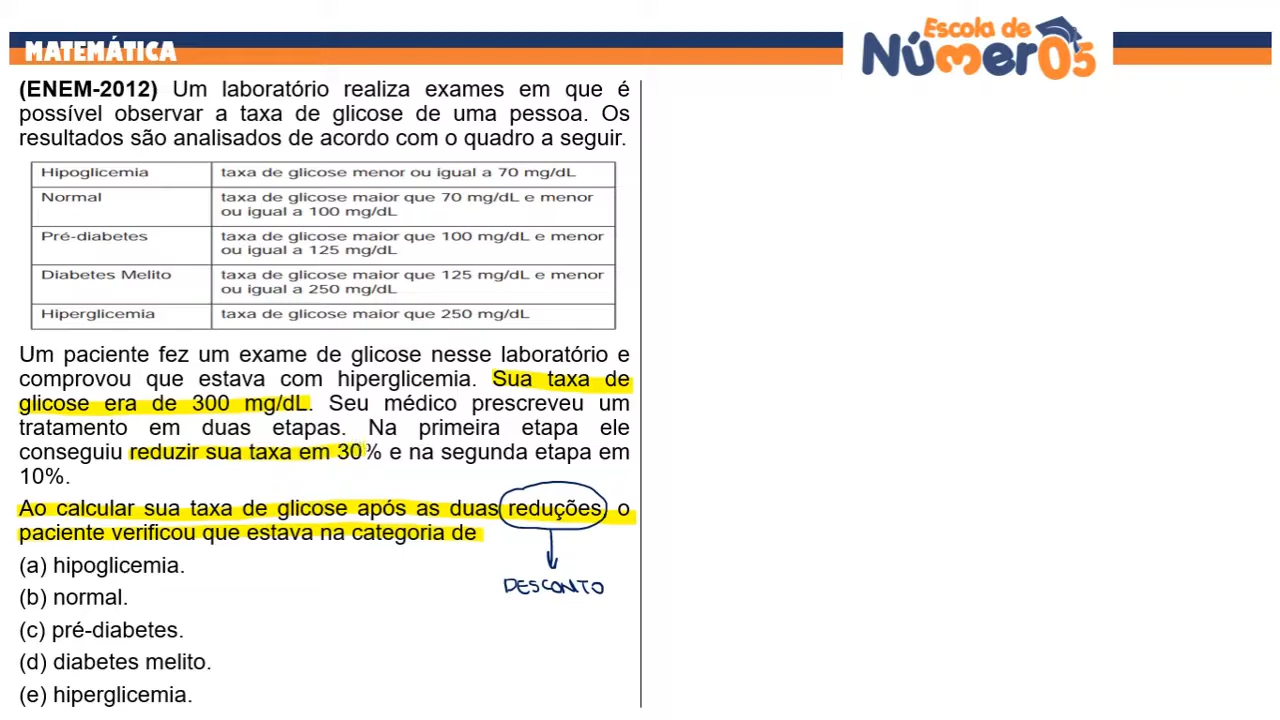 MATEMÁTICA
Escola de
Númer05
(ENEM-2012) Um laboratório realiza exames em que é
possível observar a taxa de glicose de uma pessoa. Os
resultados são analisados de acordo com o quadro a seguir.
Hipoglicemia taxa de glicose menor ou igual a 70 mg/dL
Normal taxa de glicose maior que 70 mg/dL e menor
ou igual a 100 mg/dL
Pré-diabetes taxa de glicose maior que 100 mg/dL e menor
ou igual a 125 mg/dL
Diabetes Melito taxa de glicose maior que 125 mg/dL e menor
ou igual a 250 mg/dL
Hiperglicemia taxa de glicose maior que 250 mg/dL
Um paciente fez um exame de glicose nesse laboratório e
comprovou que estava com hiperglicemia. Sua taxa de
glicose era de 300 mg/dL. Seu médico prescreveu um
tratamento em duas etapas. Na primeira etapa ele
conseguiu reduzir sua taxa em 30% e na segunda etapa em
10%.
Ao calcular sua taxa de glicose após as duas reduções, o
paciente verificou que estava na categoria de
DESCONTO
(a) hipoglicemia.
(b) normal.
(c) pré-diabetes.
(d) diabetes melito.
(e) hiperglicemia.